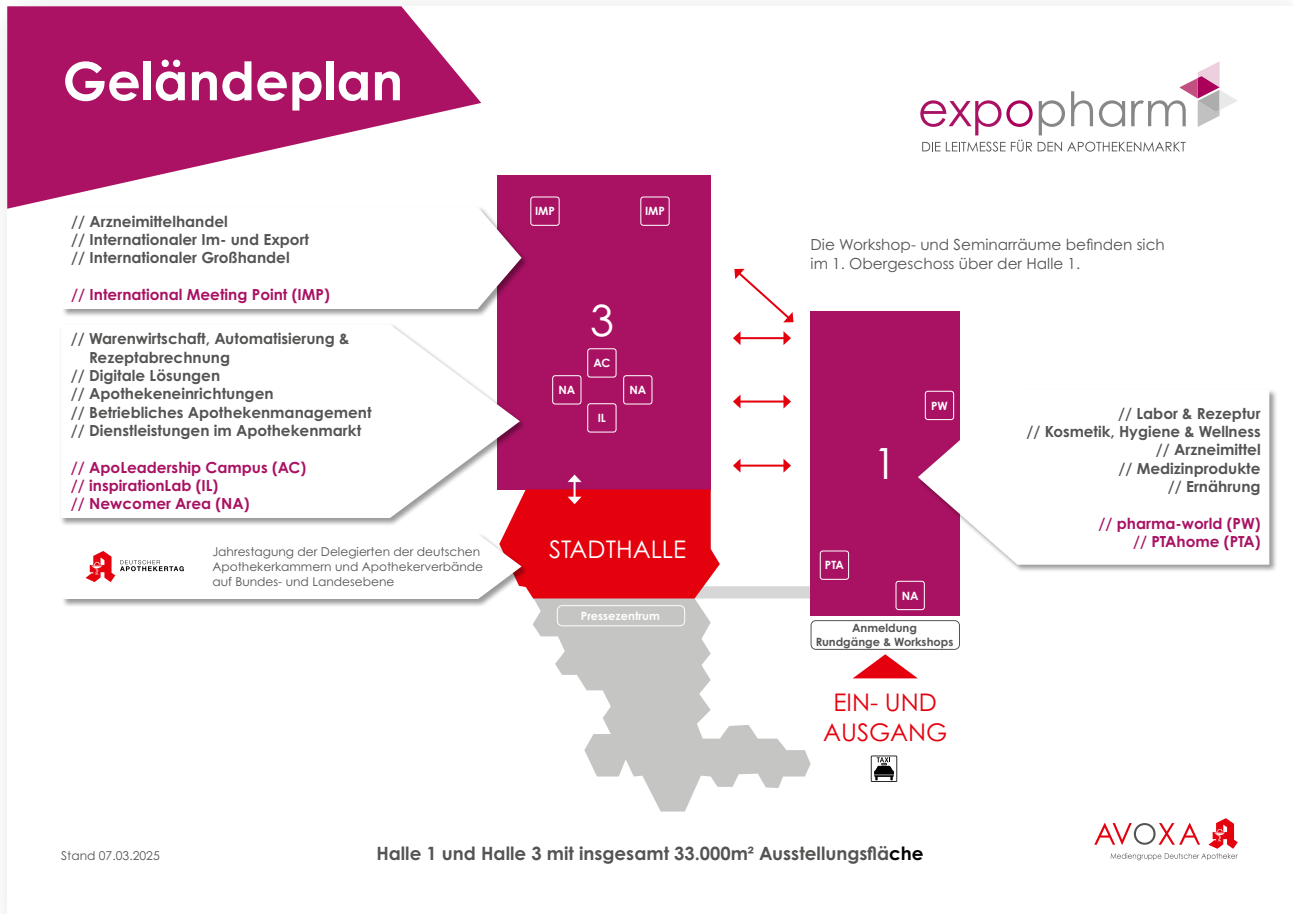 Geländeplan
expopharm
DIE LEITMESSE FÜR DEN APOTHEKENMARKT
// Arzneimittelhandel
// Internationaler Im- und Export
// Internationaler Großhandel
// International Meeting Point (IMP)
// Warenwirtschaft, Automatisierung &
Rezeptabrechnung
// Digitale Lösungen
// Apothekeneinrichtungen
// Betriebliches Apothekenmanagement
// Dienstleistungen im Apothekenmarkt
// ApoLeadership Campus (AC)
// inspirationLab (IL)
// Newcomer Area (NA)
DEUTSCHER
APOTHEKERTAG
Jahrestagung der Delegierten der deutschen
Apothekerkammern und Apothekerverbände
auf Bundes- und Landesebene
IMP
IMP
3
AC
NA
NA
IL
STADTHALLE
Pressezentrum
Die Workshop- und Seminarräume befinden sich
im 1. Obergeschoss über der Halle 1.
PW
1
PTA
NA
Anmeldung
Rundgänge & Workshops
EIN- UND
AUSGANG
TAXI
// Labor & Rezeptur
// Kosmetik, Hygiene & Wellness
// Arzneimittel
// Medizinprodukte
// Ernährung
// pharma-world (PW)
// PTAhome (PTA)
Stand 07.03.2025
Halle 1 und Halle 3 mit insgesamt 33.000m² Ausstellungsfläche
AVOXA
Mediengruppe Deutscher Apotheker